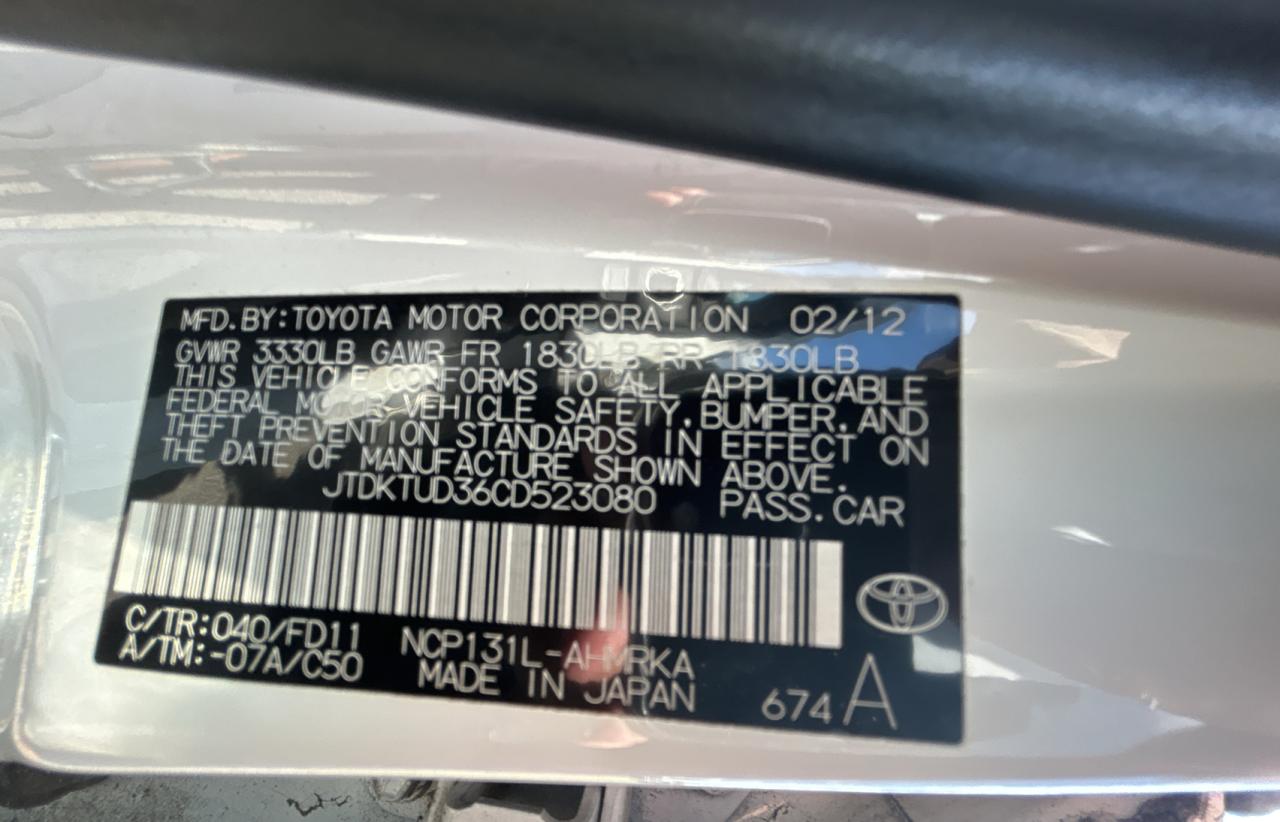 MFD.BY:TOYOTA MOTOR CORPORATION 02/12
GVWR 3330LB GAWR FR 1830LB RR 1830LB
THIS VEHICLE CONFORMS TO ALL APPLICABLE
FEDERAL MOTOR VEHICLE SAFETY,BUMPER,AND
THEFT PREVENTION STANDARDS IN EFFECT ON
THE DATE OF MANUFACTURE SHOWN ABOVE.
JTDKTUD36CD523080 PASS.CAR
C/TR:040/FD11 NCP131L-AHMRKA
A/TM:-07A/C50 MADE IN JAPAN 674 A